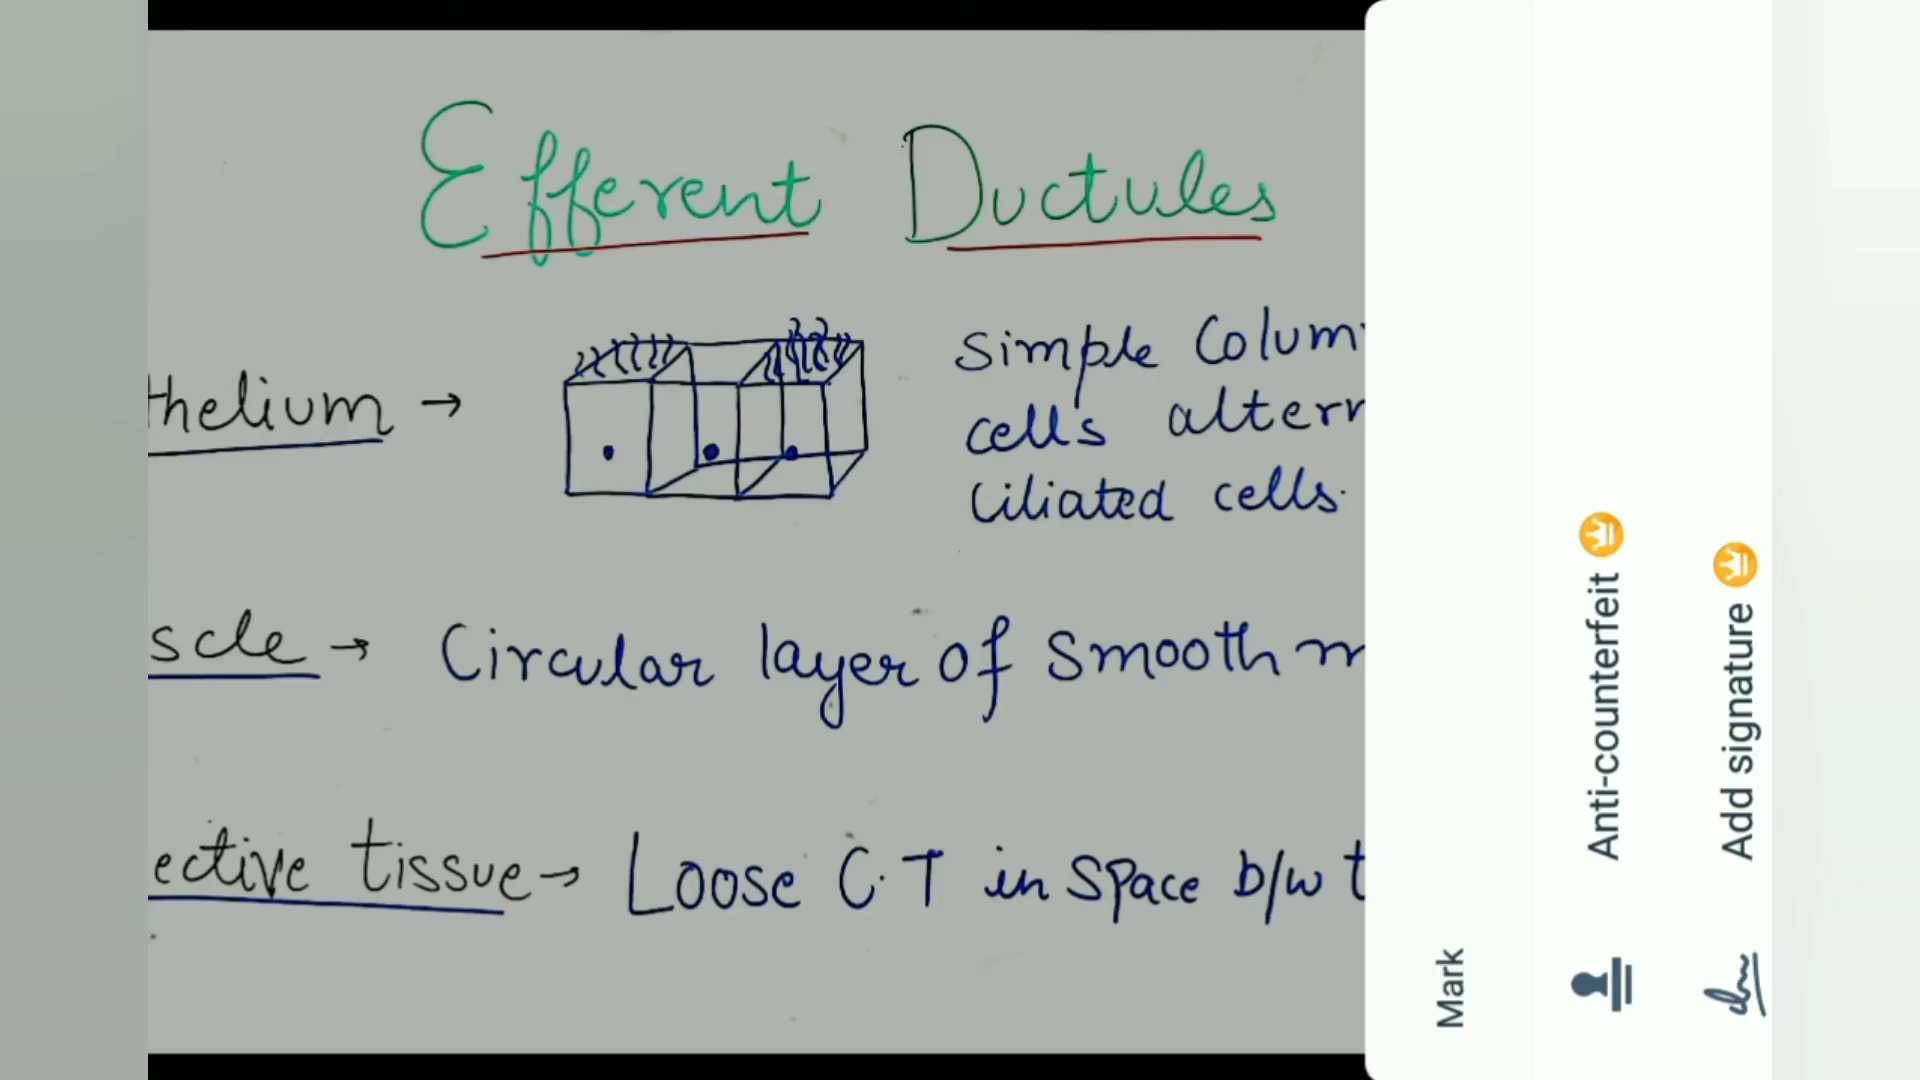 Efferent Ductules
thelium →
Simple Colum
cells altern
Ciliated cells.
scle → Circular layer of smooth m
ective tissue → Loose C.T in space b/w t
Mark
Anti-counterfeit
Add signature